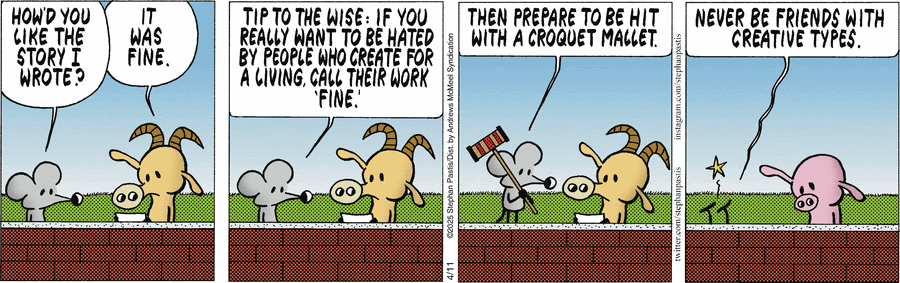 HOW'D YOU
LIKE THE
STORY I
WROTE?
IT
WAS
FINE.
TIP TO THE WISE: IF YOU
REALLY WANT TO BE HATED
BY PEOPLE WHO CREATE FOR
A LIVING, CALL THEIR WORK
'FINE.'
©2025 Stephan Pastis/Dist. by Andrews McMeel Syndication
4/11
THEN PREPARE TO BE HIT
WITH A CROQUET MALLET.
twitter.com/stephanpastis
instagram.com/stephanpastis
NEVER BE FRIENDS WITH
CREATIVE TYPES.